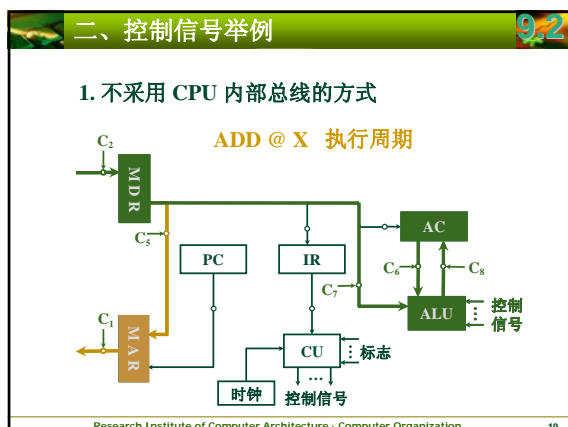 二、控制信号举例
9.2
1. 不采用 CPU 内部总线的方式
ADD @ X 执行周期
C2
MDR
C5
PC
IR
AC
C6
C8
C7
C1
MAR
ALU
控制
信号
CU
标志
时钟
控制信号
Research Institute of Computer Architecture · Computer Organization
19